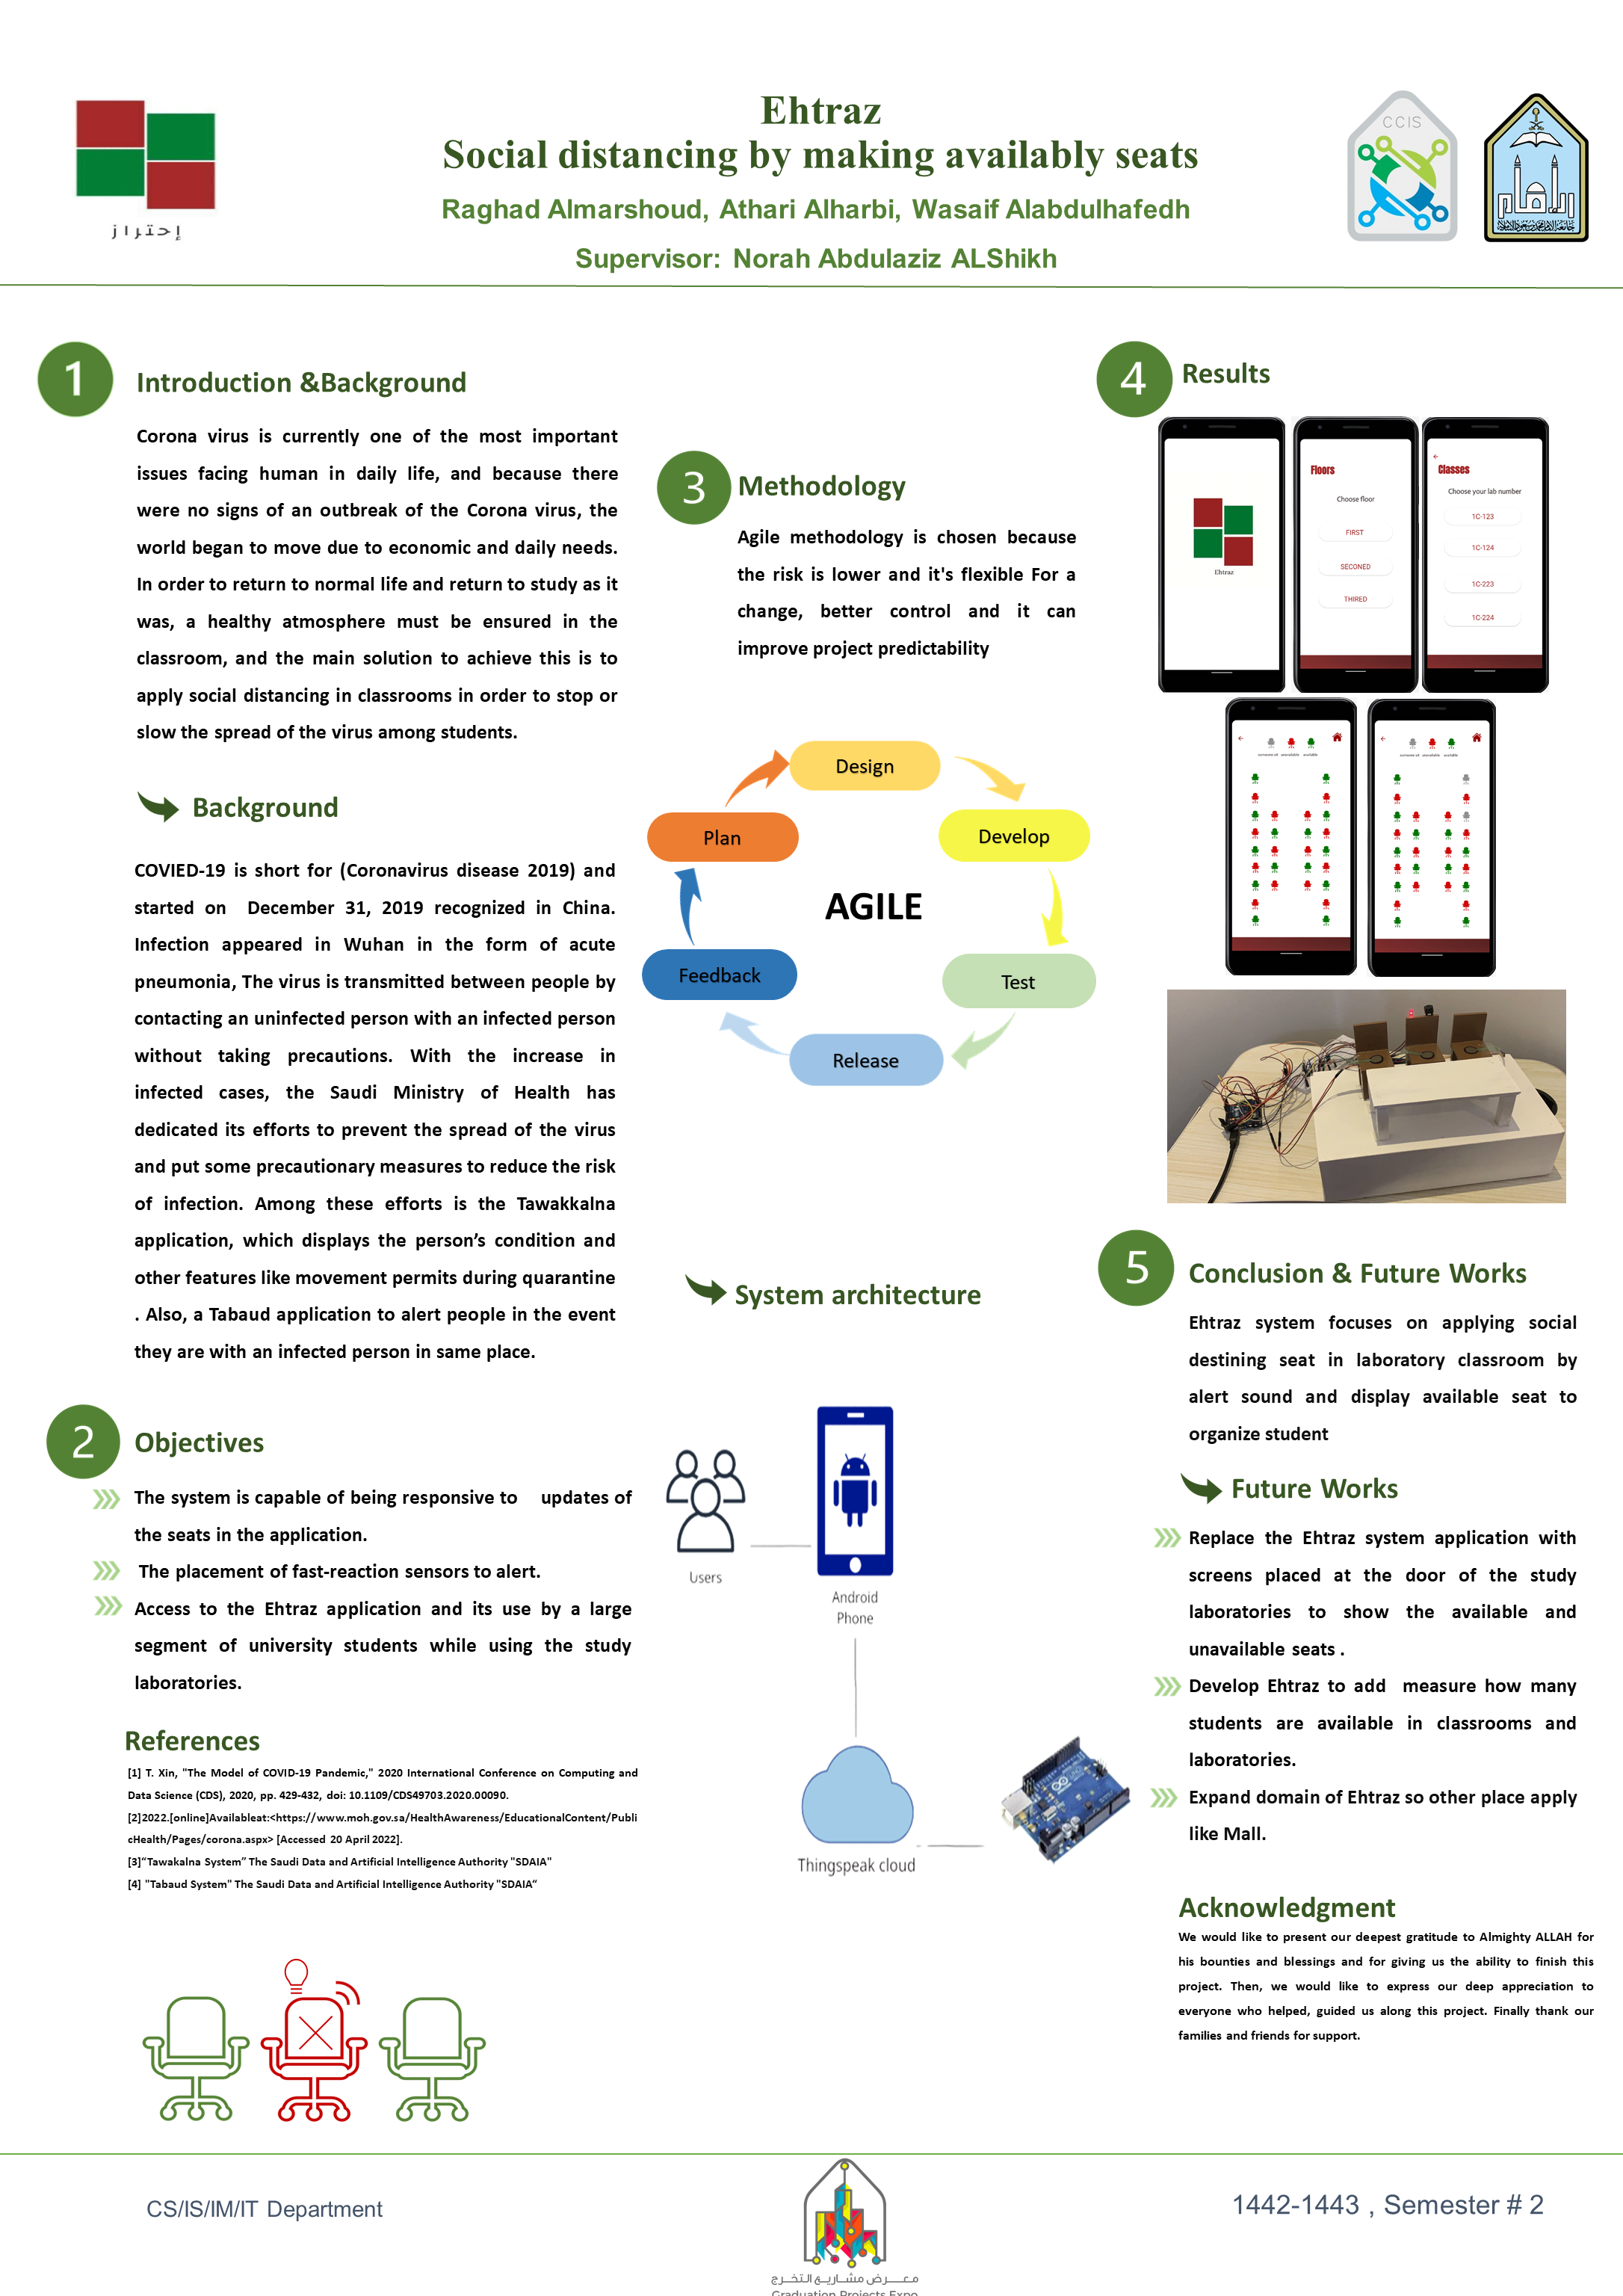 Ehtraz
Social distancing by making availably seats
Raghad Almarshoud, Athari Alharbi, Wasaif Alabdulhafedh
Supervisor: Norah Abdulaziz ALShikh
إحتراز
CCIS
1
Introduction &Background
Corona virus is currently one of the most important
issues facing human in daily life, and because there
were no signs of an outbreak of the Corona virus, the
world began to move due to economic and daily needs.
In order to return to normal life and return to study as it
was, a healthy atmosphere must be ensured in the
classroom, and the main solution to achieve this is to
apply social distancing in classrooms in order to stop or
slow the spread of the virus among students.
Background
COVIED-19 is short for (Coronavirus disease 2019) and
started on December 31, 2019 recognized in China.
Infection appeared in Wuhan in the form of acute
pneumonia, The virus is transmitted between people by
contacting an uninfected person with an infected person
without taking precautions. With the increase in
infected cases, the Saudi Ministry of Health has
dedicated its efforts to prevent the spread of the virus
and put some precautionary measures to reduce the risk
of infection. Among these efforts is the Tawakkalna
application, which displays the person’s condition and
other features like movement permits during quarantine
. Also, a Tabaud application to alert people in the event
they are with an infected person in same place.
2
Objectives
The system is capable of being responsive to updates of
the seats in the application.
The placement of fast-reaction sensors to alert.
Access to the Ehtraz application and its use by a large
segment of university students while using the study
laboratories.
References
[1] T. Xin, "The Model of COVID-19 Pandemic," 2020 International Conference on Computing and
Data Science (CDS), 2020, pp. 429-432, doi: 10.1109/CDS49703.2020.00090.
[2]2022.[online]Availableat:<https://www.moh.gov.sa/HealthAwareness/EducationalContent/Publi
cHealth/Pages/corona.aspx> [Accessed 20 April 2022].
[3]“Tawakalna System” The Saudi Data and Artificial Intelligence Authority "SDAIA"
[4] "Tabaud System" The Saudi Data and Artificial Intelligence Authority "SDAIA“
3
Methodology
Agile methodology is chosen because
the risk is lower and it's flexible For a
change, better control and it can
improve project predictability
Design
Plan
Develop
AGILE
Feedback
Test
Release
System architecture
Users
Android
Phone
Thingspeak cloud
4
Results
Ehtraz
Floors
Choose floor
FIRST
SECONED
THIRED
Classes
Choose your lab number
1C-123
1C-124
1C-223
1C-224
someone sit unavailable available
someone sit unavailable available
5
Conclusion & Future Works
Ehtraz system focuses on applying social
destining seat in laboratory classroom by
alert sound and display available seat to
organize student
Future Works
Replace the Ehtraz system application with
screens placed at the door of the study
laboratories to show the available and
unavailable seats .
Develop Ehtraz to add measure how many
students are available in classrooms and
laboratories.
Expand domain of Ehtraz so other place apply
like Mall.
Acknowledgment
We would like to present our deepest gratitude to Almighty ALLAH for
his bounties and blessings and for giving us the ability to finish this
project. Then, we would like to express our deep appreciation to
everyone who helped, guided us along this project. Finally thank our
families and friends for support.
CS/IS/IM/IT Department
معرض مشاريع التخرج
Graduation Projects Expo
1442-1443 , Semester # 2